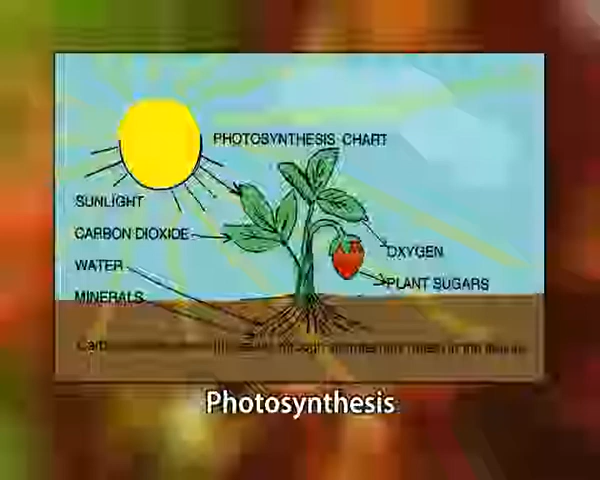 PHOTOSYNTHESIS CHART
SUNLIGHT
CARBON DIOXIDE
WATER
MINERALS
OXYGEN
PLANT SUGARS
Photosynthesis